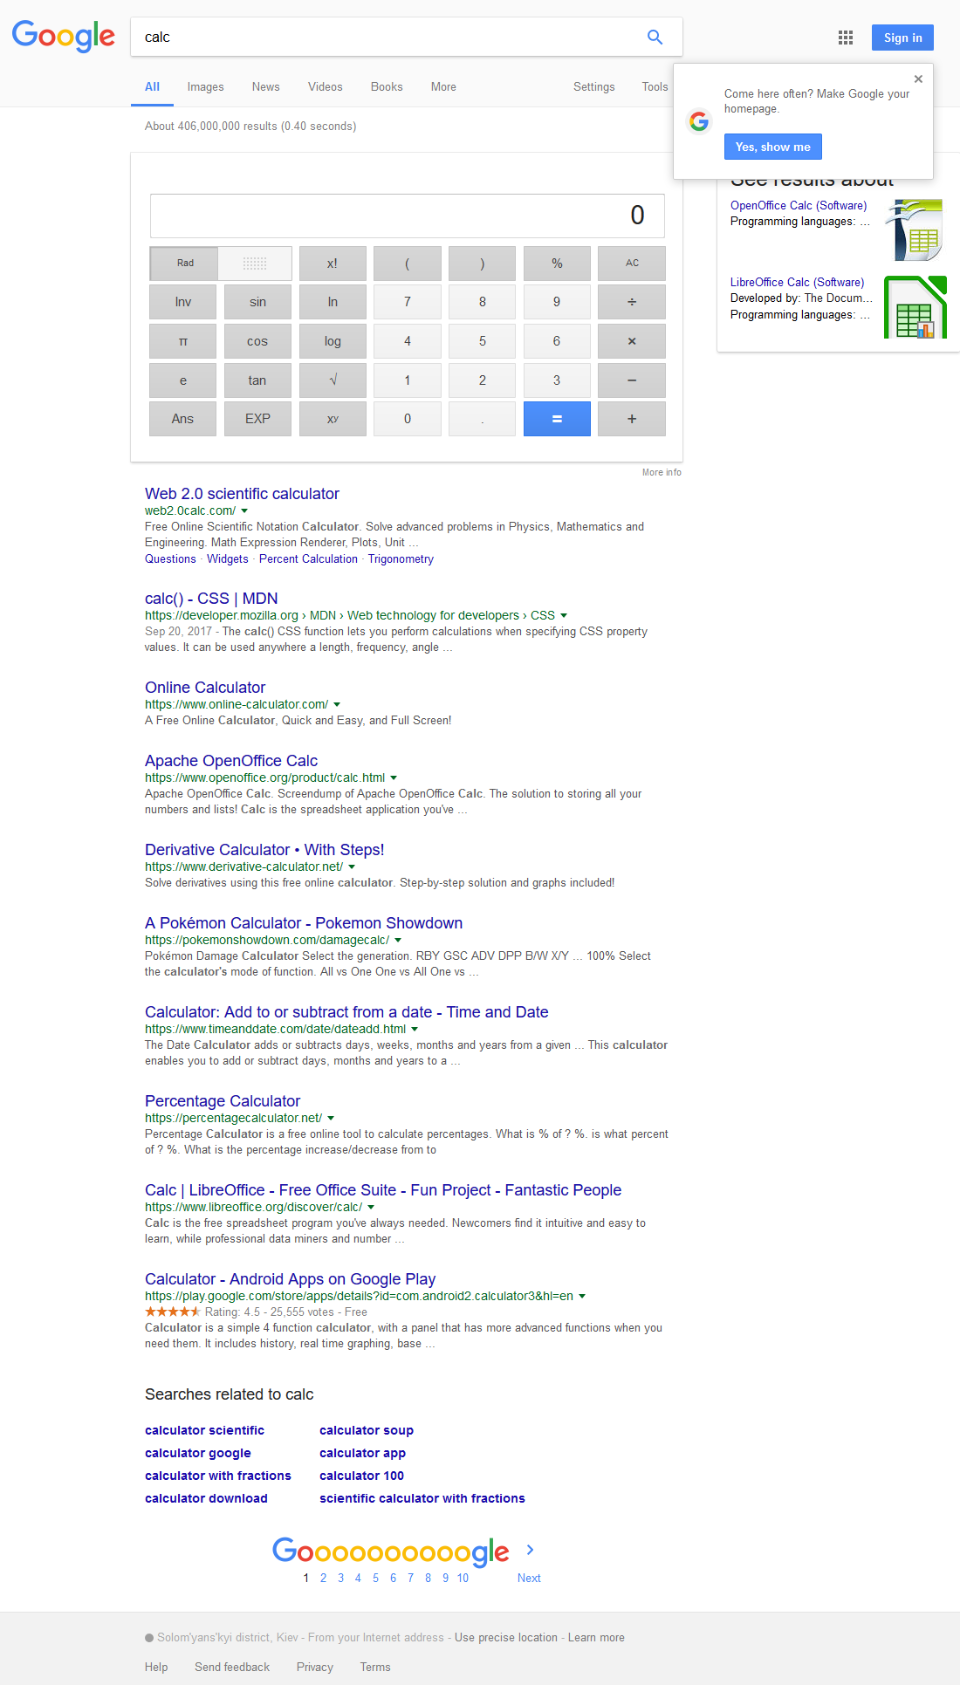 Google
calc
Sign in
All Images News Videos Books More Settings Tools
Come here often? Make Google your
homepage.
Yes, show me
About 406,000,000 results (0.40 seconds)
See results about
OpenOffice Calc (Software)
Programming languages: ...
LibreOffice Calc (Software)
Developed by: The Docum...
Programming languages: ...
0
Rad x! ( ) % AC
Inv sin ln 7 8 9 ÷
π cos log 4 5 6 ×
e tan √ 1 2 3 −
Ans EXP xʸ 0 . = +
More info
Web 2.0 scientific calculator
web2.0calc.com/
Free Online Scientific Notation Calculator. Solve advanced problems in Physics, Mathematics and
Engineering. Math Expression Renderer, Plots, Unit ...
Questions · Widgets · Percent Calculation · Trigonometry
calc() - CSS | MDN
https://developer.mozilla.org › MDN › Web technology for developers › CSS
Sep 20, 2017 - The calc() CSS function lets you perform calculations when specifying CSS property
values. It can be used anywhere a length, frequency, angle ...
Online Calculator
https://www.online-calculator.com/
A Free Online Calculator, Quick and Easy, and Full Screen!
Apache OpenOffice Calc
https://www.openoffice.org/product/calc.html
Apache OpenOffice Calc. Screendump of Apache OpenOffice Calc. The solution to storing all your
numbers and lists! Calc is the spreadsheet application you've ...
Derivative Calculator • With Steps!
https://www.derivative-calculator.net/
Solve derivatives using this free online calculator. Step-by-step solution and graphs included!
A Pokémon Calculator - Pokemon Showdown
https://pokemonshowdown.com/damagecalc/
Pokémon Damage Calculator Select the generation. RBY GSC ADV DPP B/W X/Y ... 100% Select
the calculator's mode of function. All vs One One vs All One vs ...
Calculator: Add to or subtract from a date - Time and Date
https://www.timeanddate.com/date/dateadd.html
The Date Calculator adds or subtracts days, weeks, months and years from a given ... This calculator
enables you to add or subtract days, months and years to a ...
Percentage Calculator
https://percentagecalculator.net/
Percentage Calculator is a free online tool to calculate percentages. What is % of ? %. is what percent
of ? %. What is the percentage increase/decrease from to
Calc | LibreOffice - Free Office Suite - Fun Project - Fantastic People
https://www.libreoffice.org/discover/calc/
Calc is the free spreadsheet program you've always needed. Newcomers find it intuitive and easy to
learn, while professional data miners and number ...
Calculator - Android Apps on Google Play
https://play.google.com/store/apps/details?id=com.android2.calculator3&hl=en
Rating: 4.5 - 25,555 votes - Free
Calculator is a simple 4 function calculator, with a panel that has more advanced functions when you
need them. It includes history, real time graphing, base ...
Searches related to calc
calculator scientific calculator soup
calculator google calculator app
calculator with fractions calculator 100
calculator download scientific calculator with fractions
Goooooooooogle
1 2 3 4 5 6 7 8 9 10 Next
Solom'yans'kyi district, Kiev - From your Internet address - Use precise location - Learn more
Help Send feedback Privacy Terms